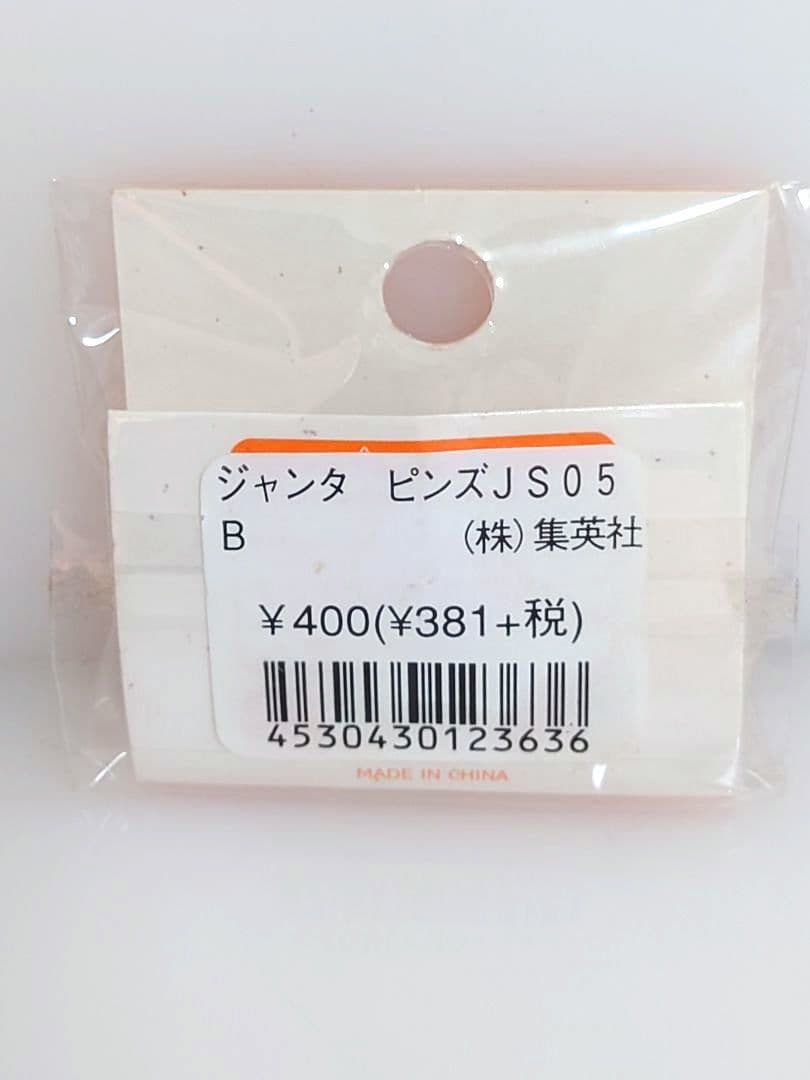 ジャンタ　ピンズＪＳ０５
Ｂ　　　　　　(株)集英社
￥400(¥381+税)
4530430123636
MADE IN CHINA